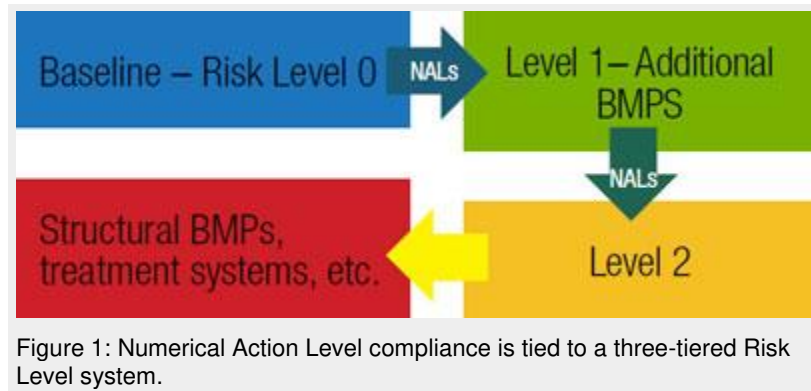 Baseline – Risk Level 0
NALs
Level 1– Additional
BMPS
NALs
Structural BMPs,
treatment systems, etc.
Level 2
Figure 1: Numerical Action Level compliance is tied to a three-tiered Risk
Level system.